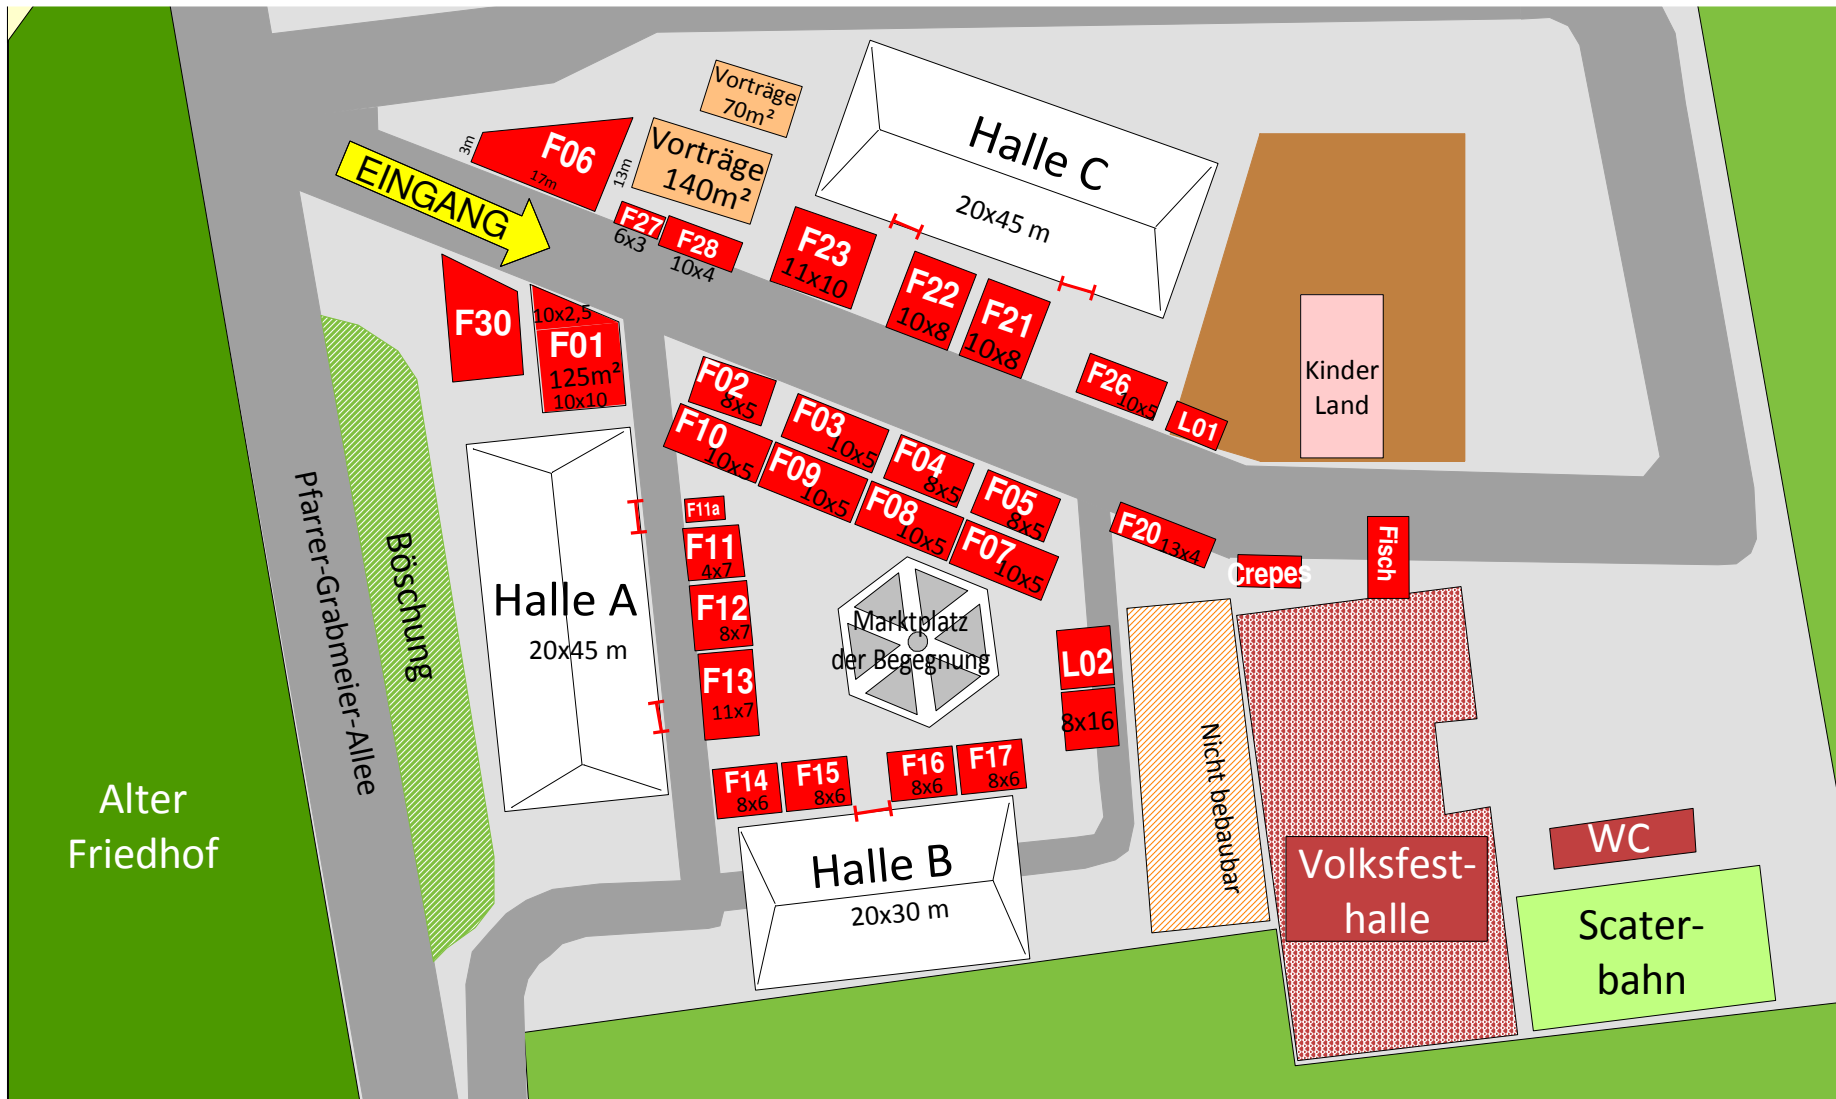 Vorträge
70m²
Vorträge
140m²
Halle C
20x45 m
3m
F06
17m
13m
EINGANG
F27
6x3
F28
10x4
F23
11x10
F22
10x8
F21
10x8
F26
10x5
L01
Kinder
Land
F30
10x2,5
F01
125m²
10x10
F02
8x5
F03
10x5
F04
8x5
F05
8x5
F10
10x5
F09
10x5
F08
10x5
F07
10x5
F20
13x4
Crepes
Fisch
Pfarrer-Grabmeier-Allee
Böschung
Halle A
20x45 m
F11a
F11
4x7
F12
8x7
F13
11x7
Marktplatz
der Begegnung
L02
8x16
Nicht bebaubar
F14
8x6
F15
8x6
F16
8x6
F17
8x6
Halle B
20x30 m
Alter
Friedhof
Volksfest-
halle
WC
Scater-
bahn